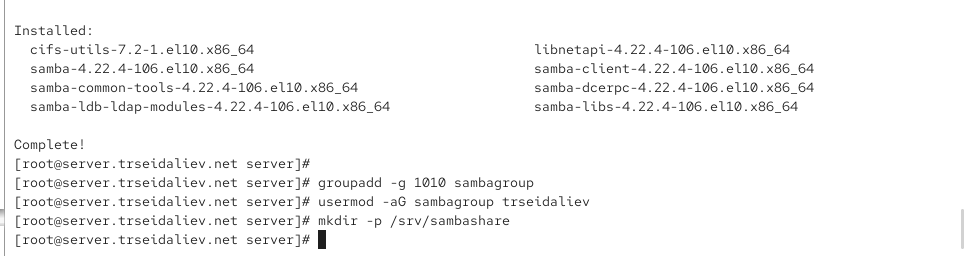 Installed:
  cifs-utils-7.2-1.el10.x86_64                                   libnetapi-4.22.4-106.el10.x86_64
  samba-4.22.4-106.el10.x86_64                                   samba-client-4.22.4-106.el10.x86_64
  samba-common-tools-4.22.4-106.el10.x86_64                      samba-dcerpc-4.22.4-106.el10.x86_64
  samba-ldb-ldap-modules-4.22.4-106.el10.x86_64                  samba-libs-4.22.4-106.el10.x86_64

Complete!
[root@server.trseidaliev.net server]#
[root@server.trseidaliev.net server]# groupadd -g 1010 sambagroup
[root@server.trseidaliev.net server]# usermod -aG sambagroup trseidaliev
[root@server.trseidaliev.net server]# mkdir -p /srv/sambashare
[root@server.trseidaliev.net server]#